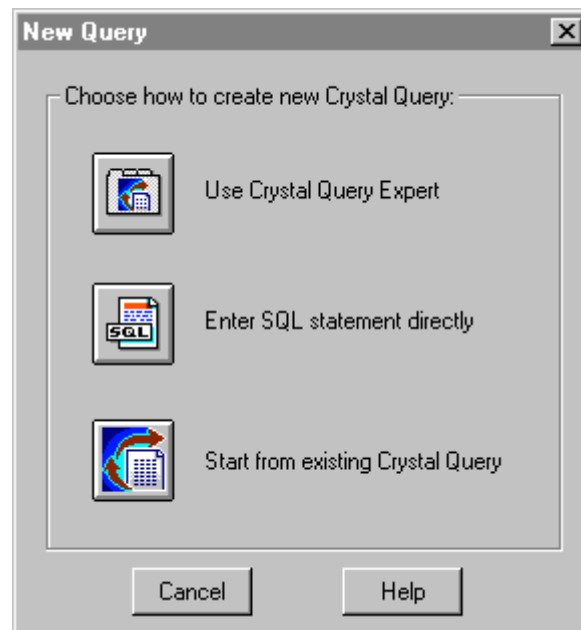 New Query
Choose how to create new Crystal Query:
Use Crystal Query Expert
SQL
Enter SQL statement directly
Start from existing Crystal Query
Cancel
Help